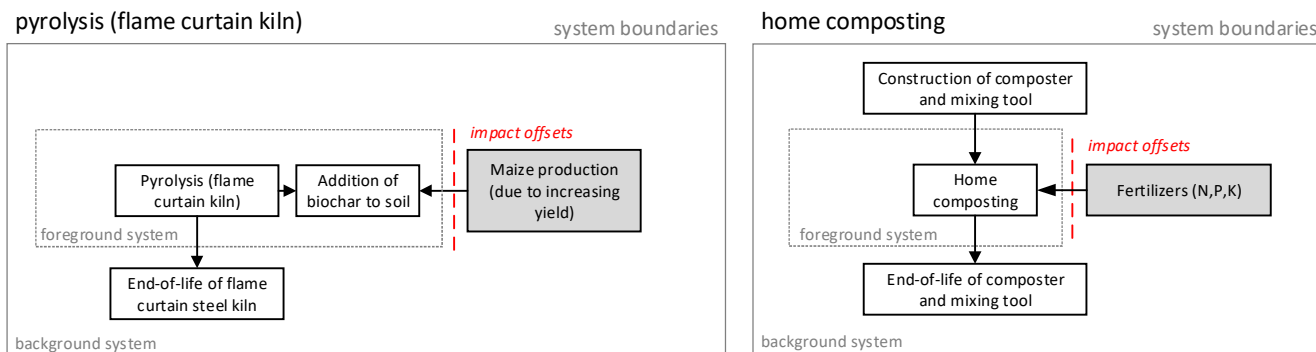 pyrolysis (flame curtain kiln)
system boundaries
impact offsets
Pyrolysis (flame
curtain kiln)
Addition of
biochar to soil
Maize production
(due to increasing
yield)
foreground system
End-of-life of flame
curtain steel kiln
background system
home composting
system boundaries
Construction of composter
and mixing tool
impact offsets
Home
composting
Fertilizers (N,P,K)
foreground system
End-of-life of composter
and mixing tool
background system